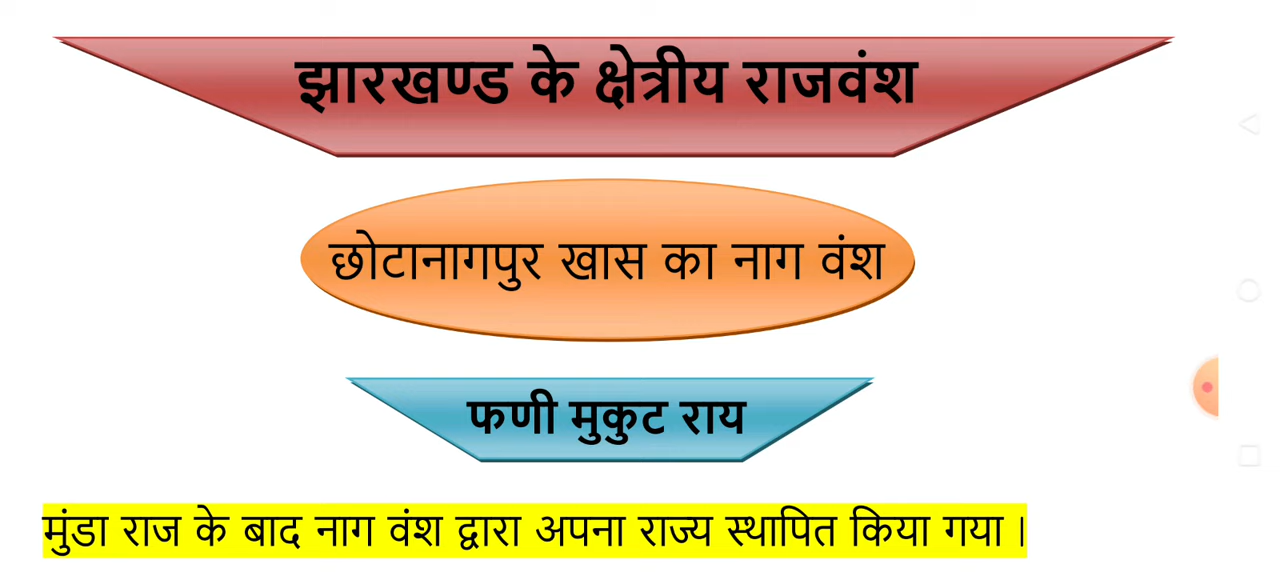 झारखण्ड के क्षेत्रीय राजवंश
छोटानागपुर खास का नाग वंश
फणी मुकुट राय
मुंडा राज के बाद नाग वंश द्वारा अपना राज्य स्थापित किया गया ।